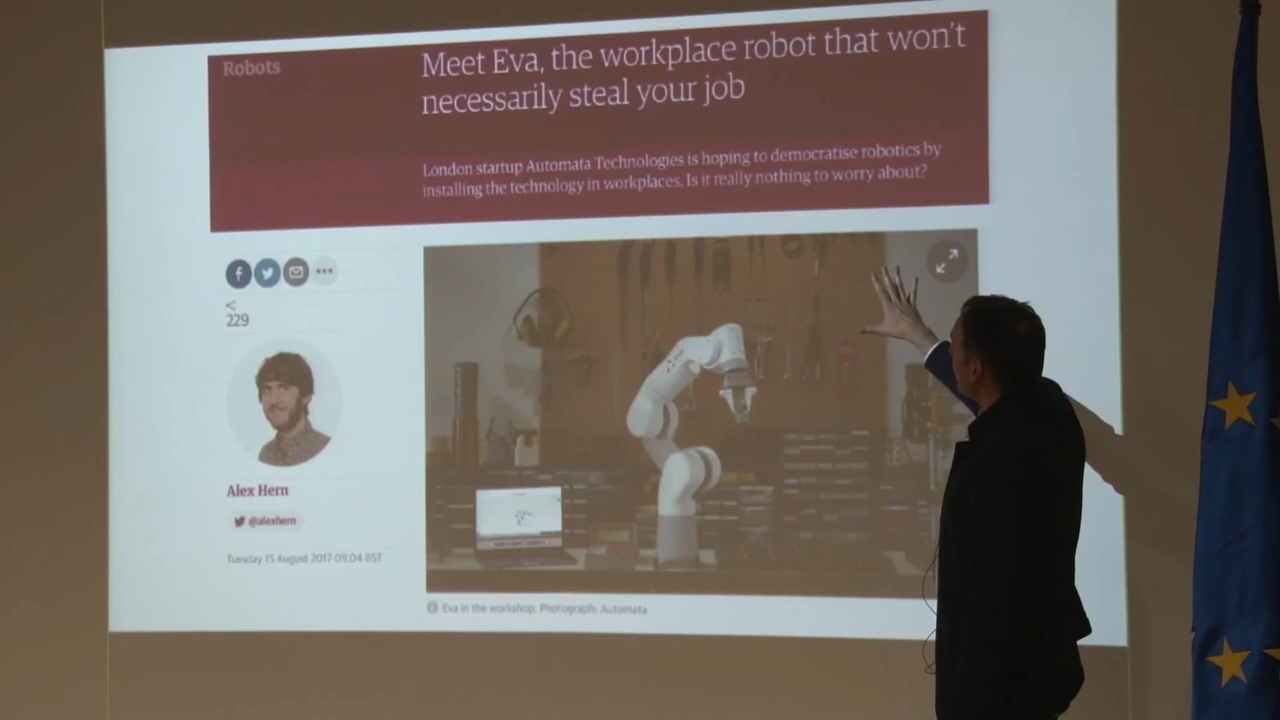 Robots
Meet Eva, the workplace robot that won't
necessarily steal your job
London startup Automata Technologies is hoping to democratise robotics by
installing the technology in workplaces. Is it really nothing to worry about?
229
Alex Hern
@alexhern
Tuesday 15 August 2017 09.04 BST
Eva in the workshop. Photograph: Automata